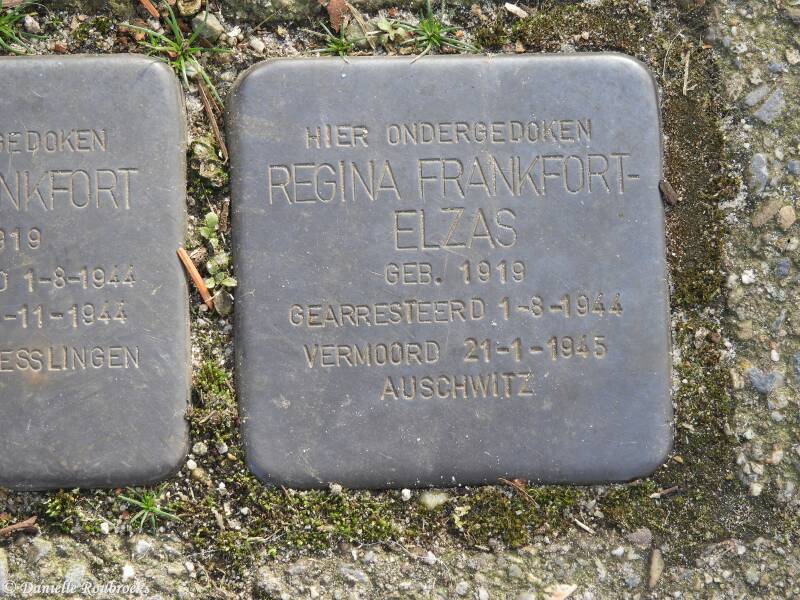 GEDOKEN
NKFORT
1919
1-8-1944
-11-1944
ESSLINGEN
HIER ONDERGEDOKEN
REGINA FRANKFORT-
ELZAS
GEB. 1919
GEARRESTEERD 1-8-1944
VERMOORD 21-1-1945
AUSCHWITZ
© Danielle Roubroeks